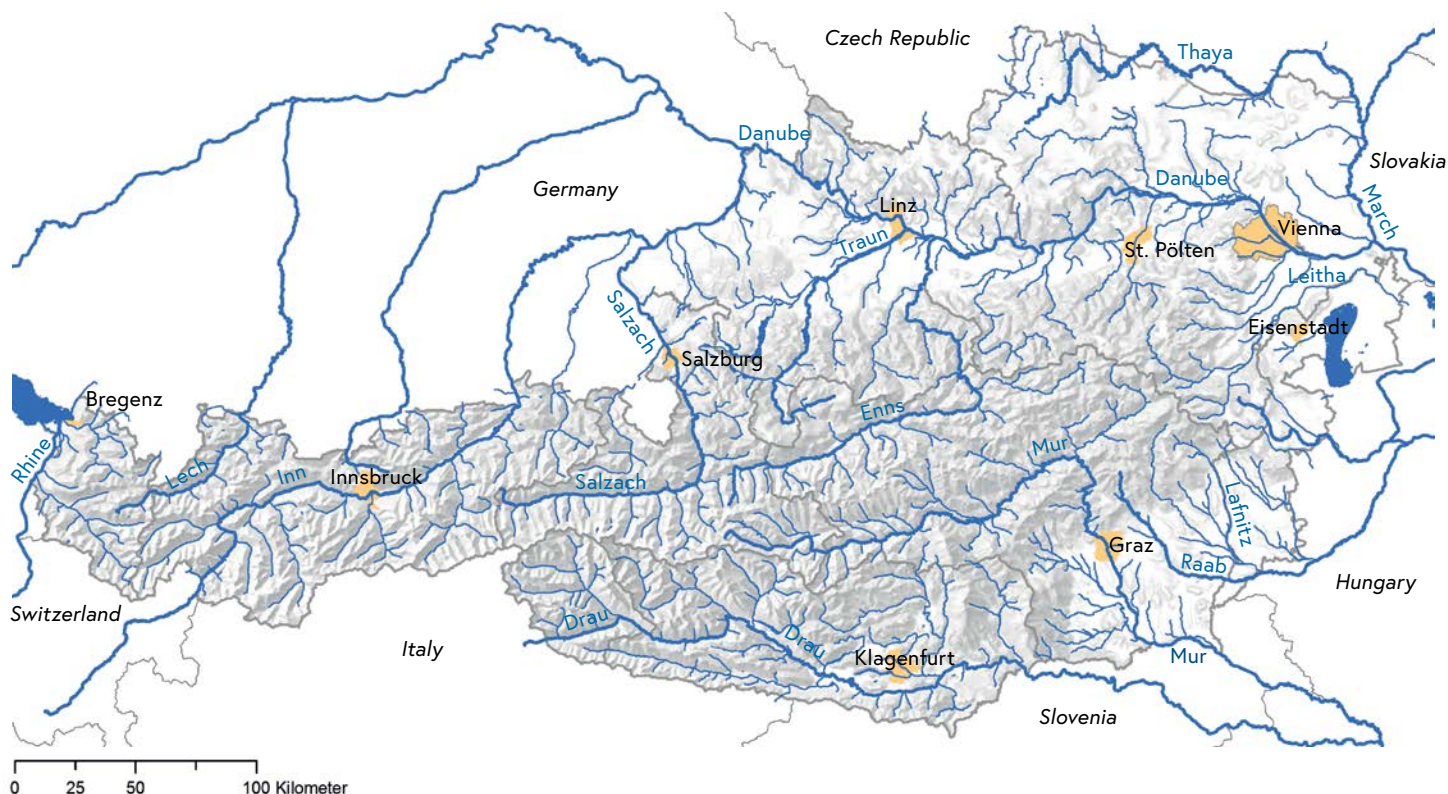 Czech Republic
Thaya
Danube
Slovakia
Germany
Danube
Linz
March
Vienna
Traun
St. Pölten
Leitha
Salzach
Eisenstadt
Salzburg
Bregenz
Enns
Rhine
Mur
Lech
Inn
Innsbruck
Salzach
Lafnitz
Graz
Raab
Hungary
Switzerland
Drau
Italy
Drau
Klagenfurt
Mur
Slovenia
0 25 50 100 Kilometer